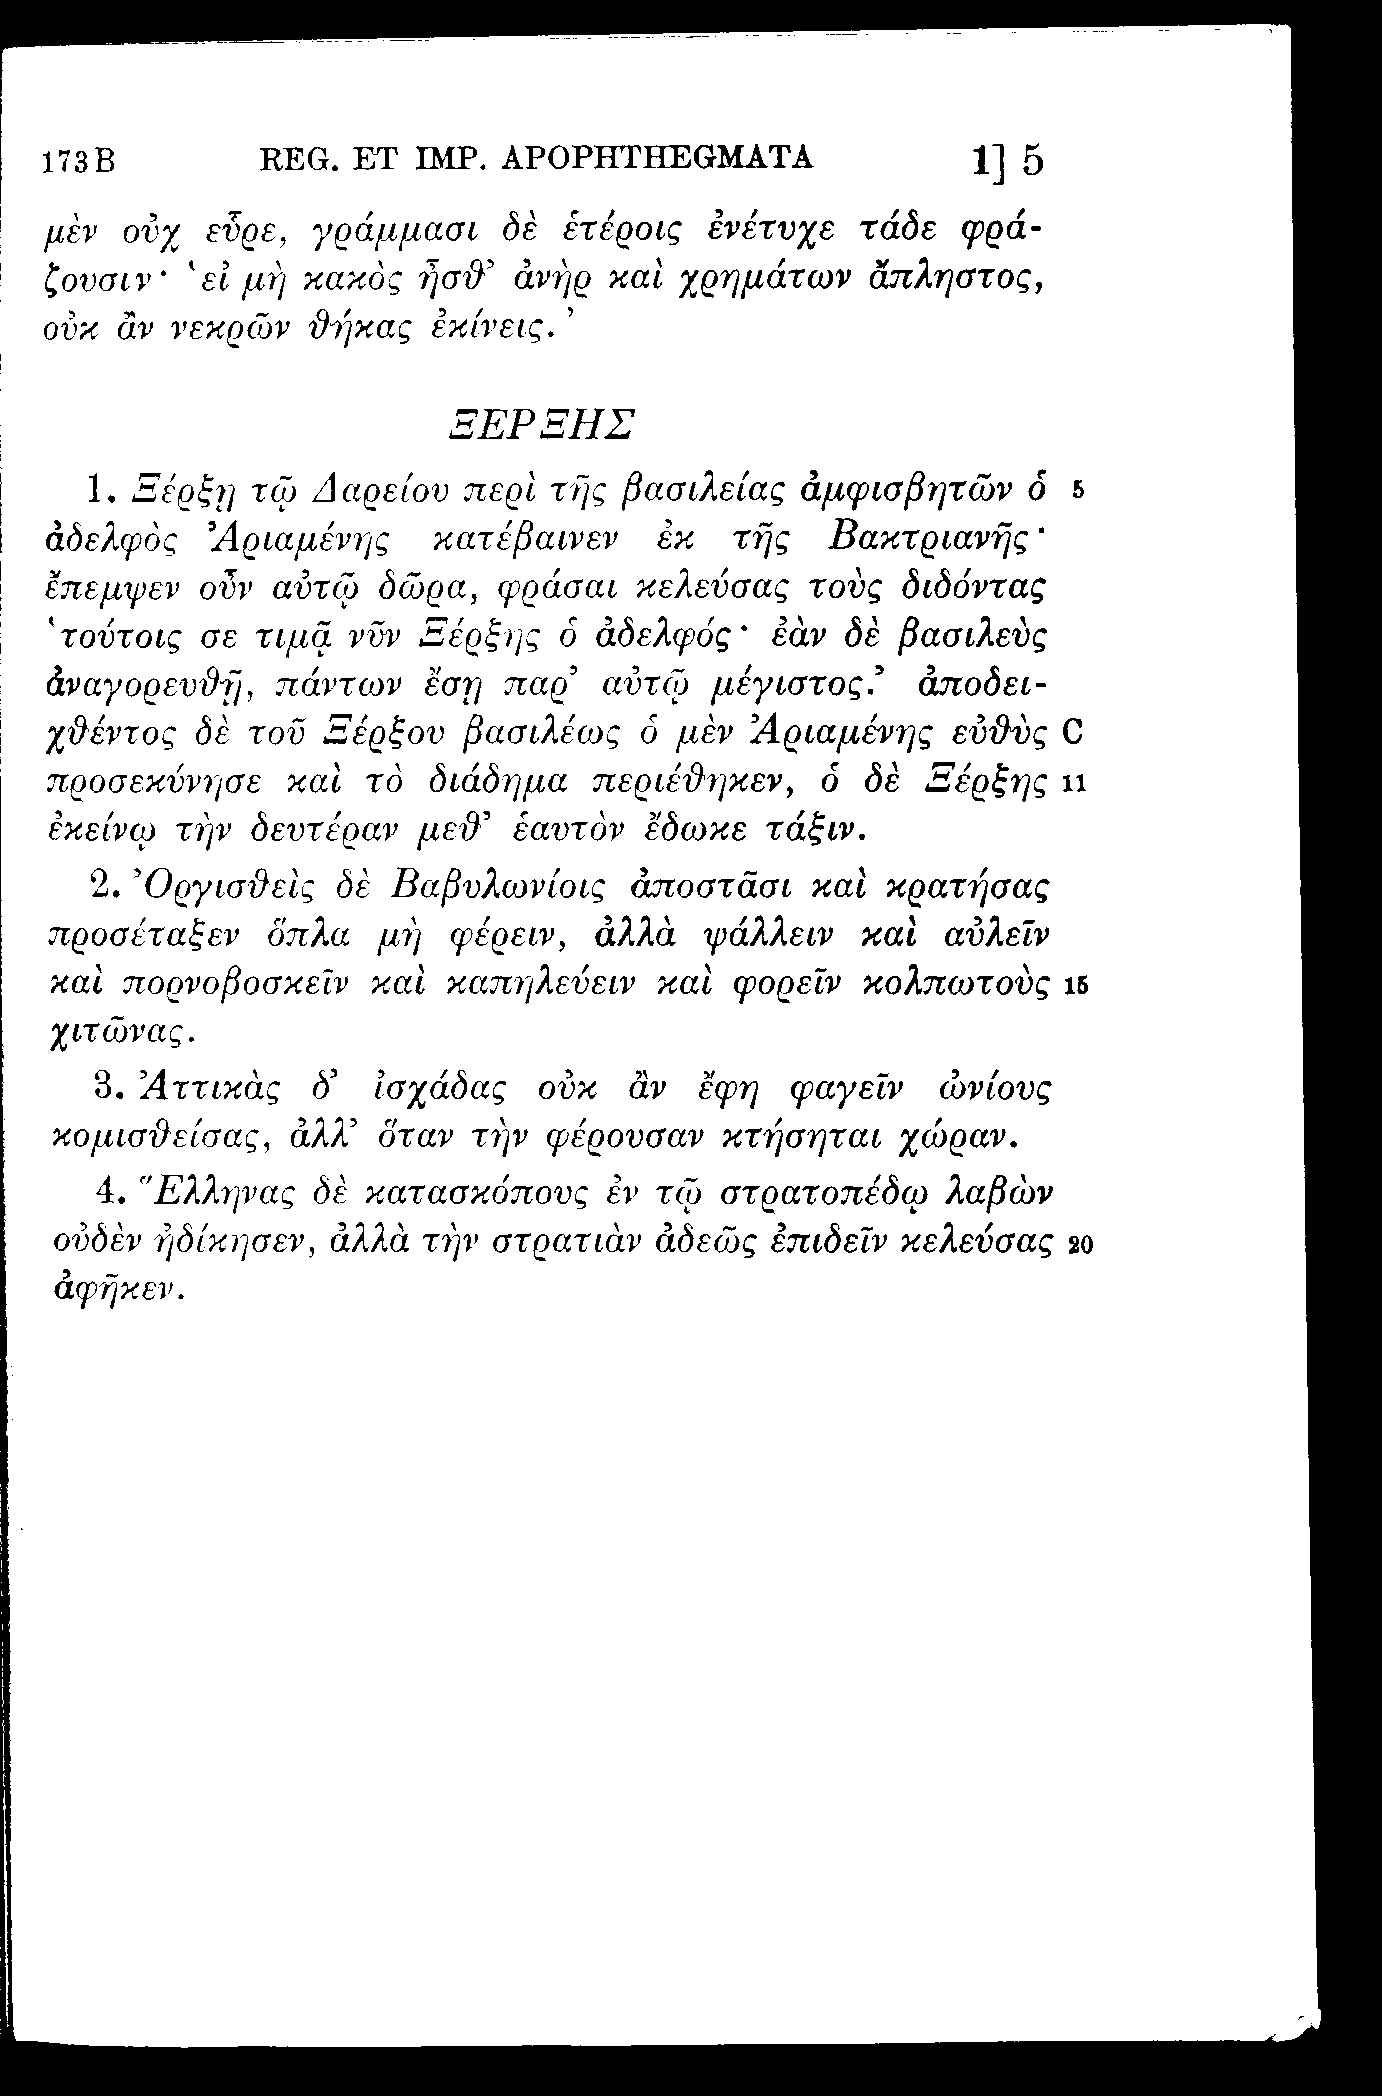 173 B REG. ET IMP. APOPHTHEGMATA 1] 5
μὲν οὐχ εὗρε, γράμμασι δὲ ἑτέροις ἐνέτυχε τάδε φρά-
ζουσιν· ‘εἰ μὴ κακὸς ἦσθ’ ἀνὴρ καὶ χρημάτων ἄπληστος,
οὐκ ἂν νεκρῶν θήκας ἐκίνεις.’
ΞΕΡΞΗΣ
1. Ξέρξῃ τῷ Δαρείου περὶ τῆς βασιλείας ἀμφισβητῶν ὁ 5
ἀδελφὸς Ἀριαμένης κατέβαινεν ἐκ τῆς Βακτριανῆς·
ἔπεμψεν οὖν αὐτῷ δῶρα, φράσαι κελεύσας τοὺς διδόντας
‘τούτοις σε τιμᾷ νῦν Ξέρξης ὁ ἀδελφός· ἐὰν δὲ βασιλεὺς
ἀναγορευθῇ, πάντων ἔσῃ παρ’ αὐτῷ μέγιστος.’ ἀποδει-
χθέντος δὲ τοῦ Ξέρξου βασιλέως ὁ μὲν Ἀριαμένης εὐθὺς C
προσεκύνησε καὶ τὸ διάδημα περιέθηκεν, ὁ δὲ Ξέρξης 11
ἐκείνῳ τὴν δευτέραν μεθ’ ἑαυτὸν ἔδωκε τάξιν.
2. Ὀργισθεὶς δὲ Βαβυλωνίοις ἀποστᾶσι καὶ κρατήσας
προσέταξεν ὅπλα μὴ φέρειν, ἀλλὰ ψάλλειν καὶ αὐλεῖν
καὶ πορνοβοσκεῖν καὶ καπηλεύειν καὶ φορεῖν κολπωτοὺς 15
χιτῶνας.
3. Ἀττικὰς δ’ ἰσχάδας οὐκ ἂν ἔφη φαγεῖν ὠνίους
κομισθείσας, ἀλλ’ ὅταν τὴν φέρουσαν κτήσηται χώραν.
4. Ἕλληνας δὲ κατασκόπους ἐν τῷ στρατοπέδῳ λαβὼν
οὐδὲν ἠδίκησεν, ἀλλὰ τὴν στρατιὰν ἀδεῶς ἐπιδεῖν κελεύσας 20
ἀφῆκεν.